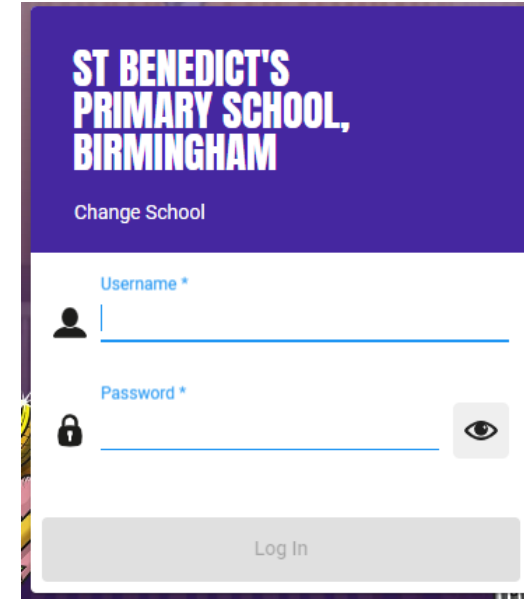 ST BENEDICT'S
PRIMARY SCHOOL,
BIRMINGHAM
Change School
Username *
Password *
Log In